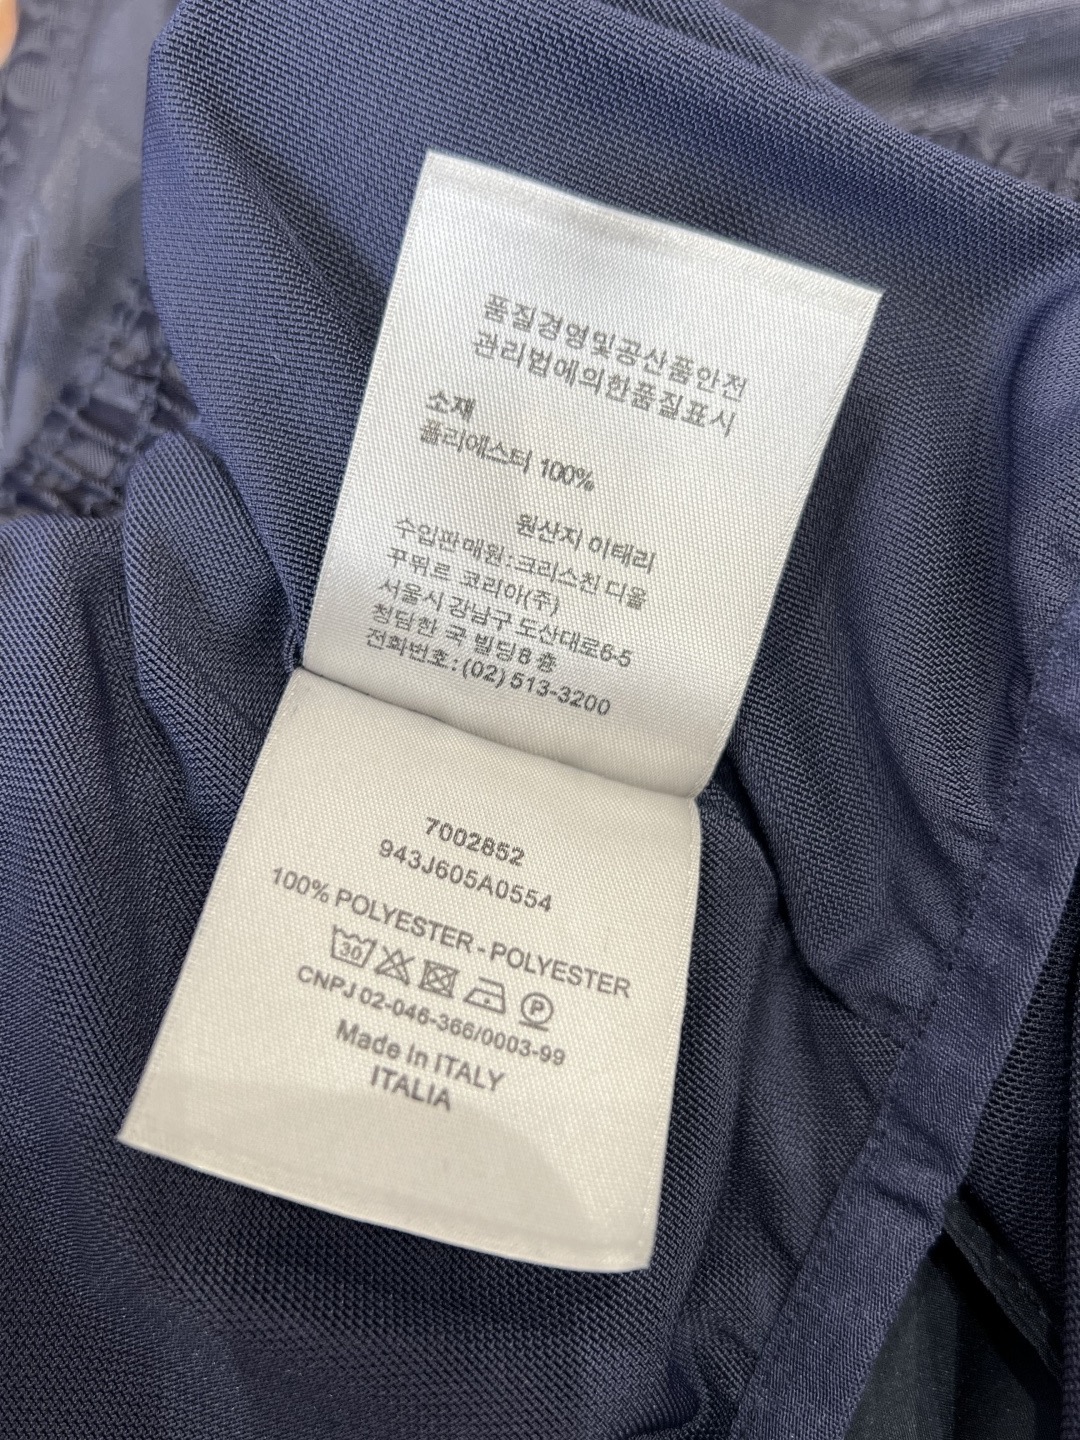 품질경영및공산품안전
관리법에의한품질표시
소재
폴리에스터 100%
원산지 이태리
수입판매원:크리스챤 디올
꾸뛰르 코리아(주)
서울시 강남구 도산대로6-5
청담한 국 빌딩8 층
전화번호:(02) 513-3200
7002852
943J605A0554
100% POLYESTER - POLYESTER
30 P
CNPJ 02-046-366/0003-99
Made In ITALY
ITALIA